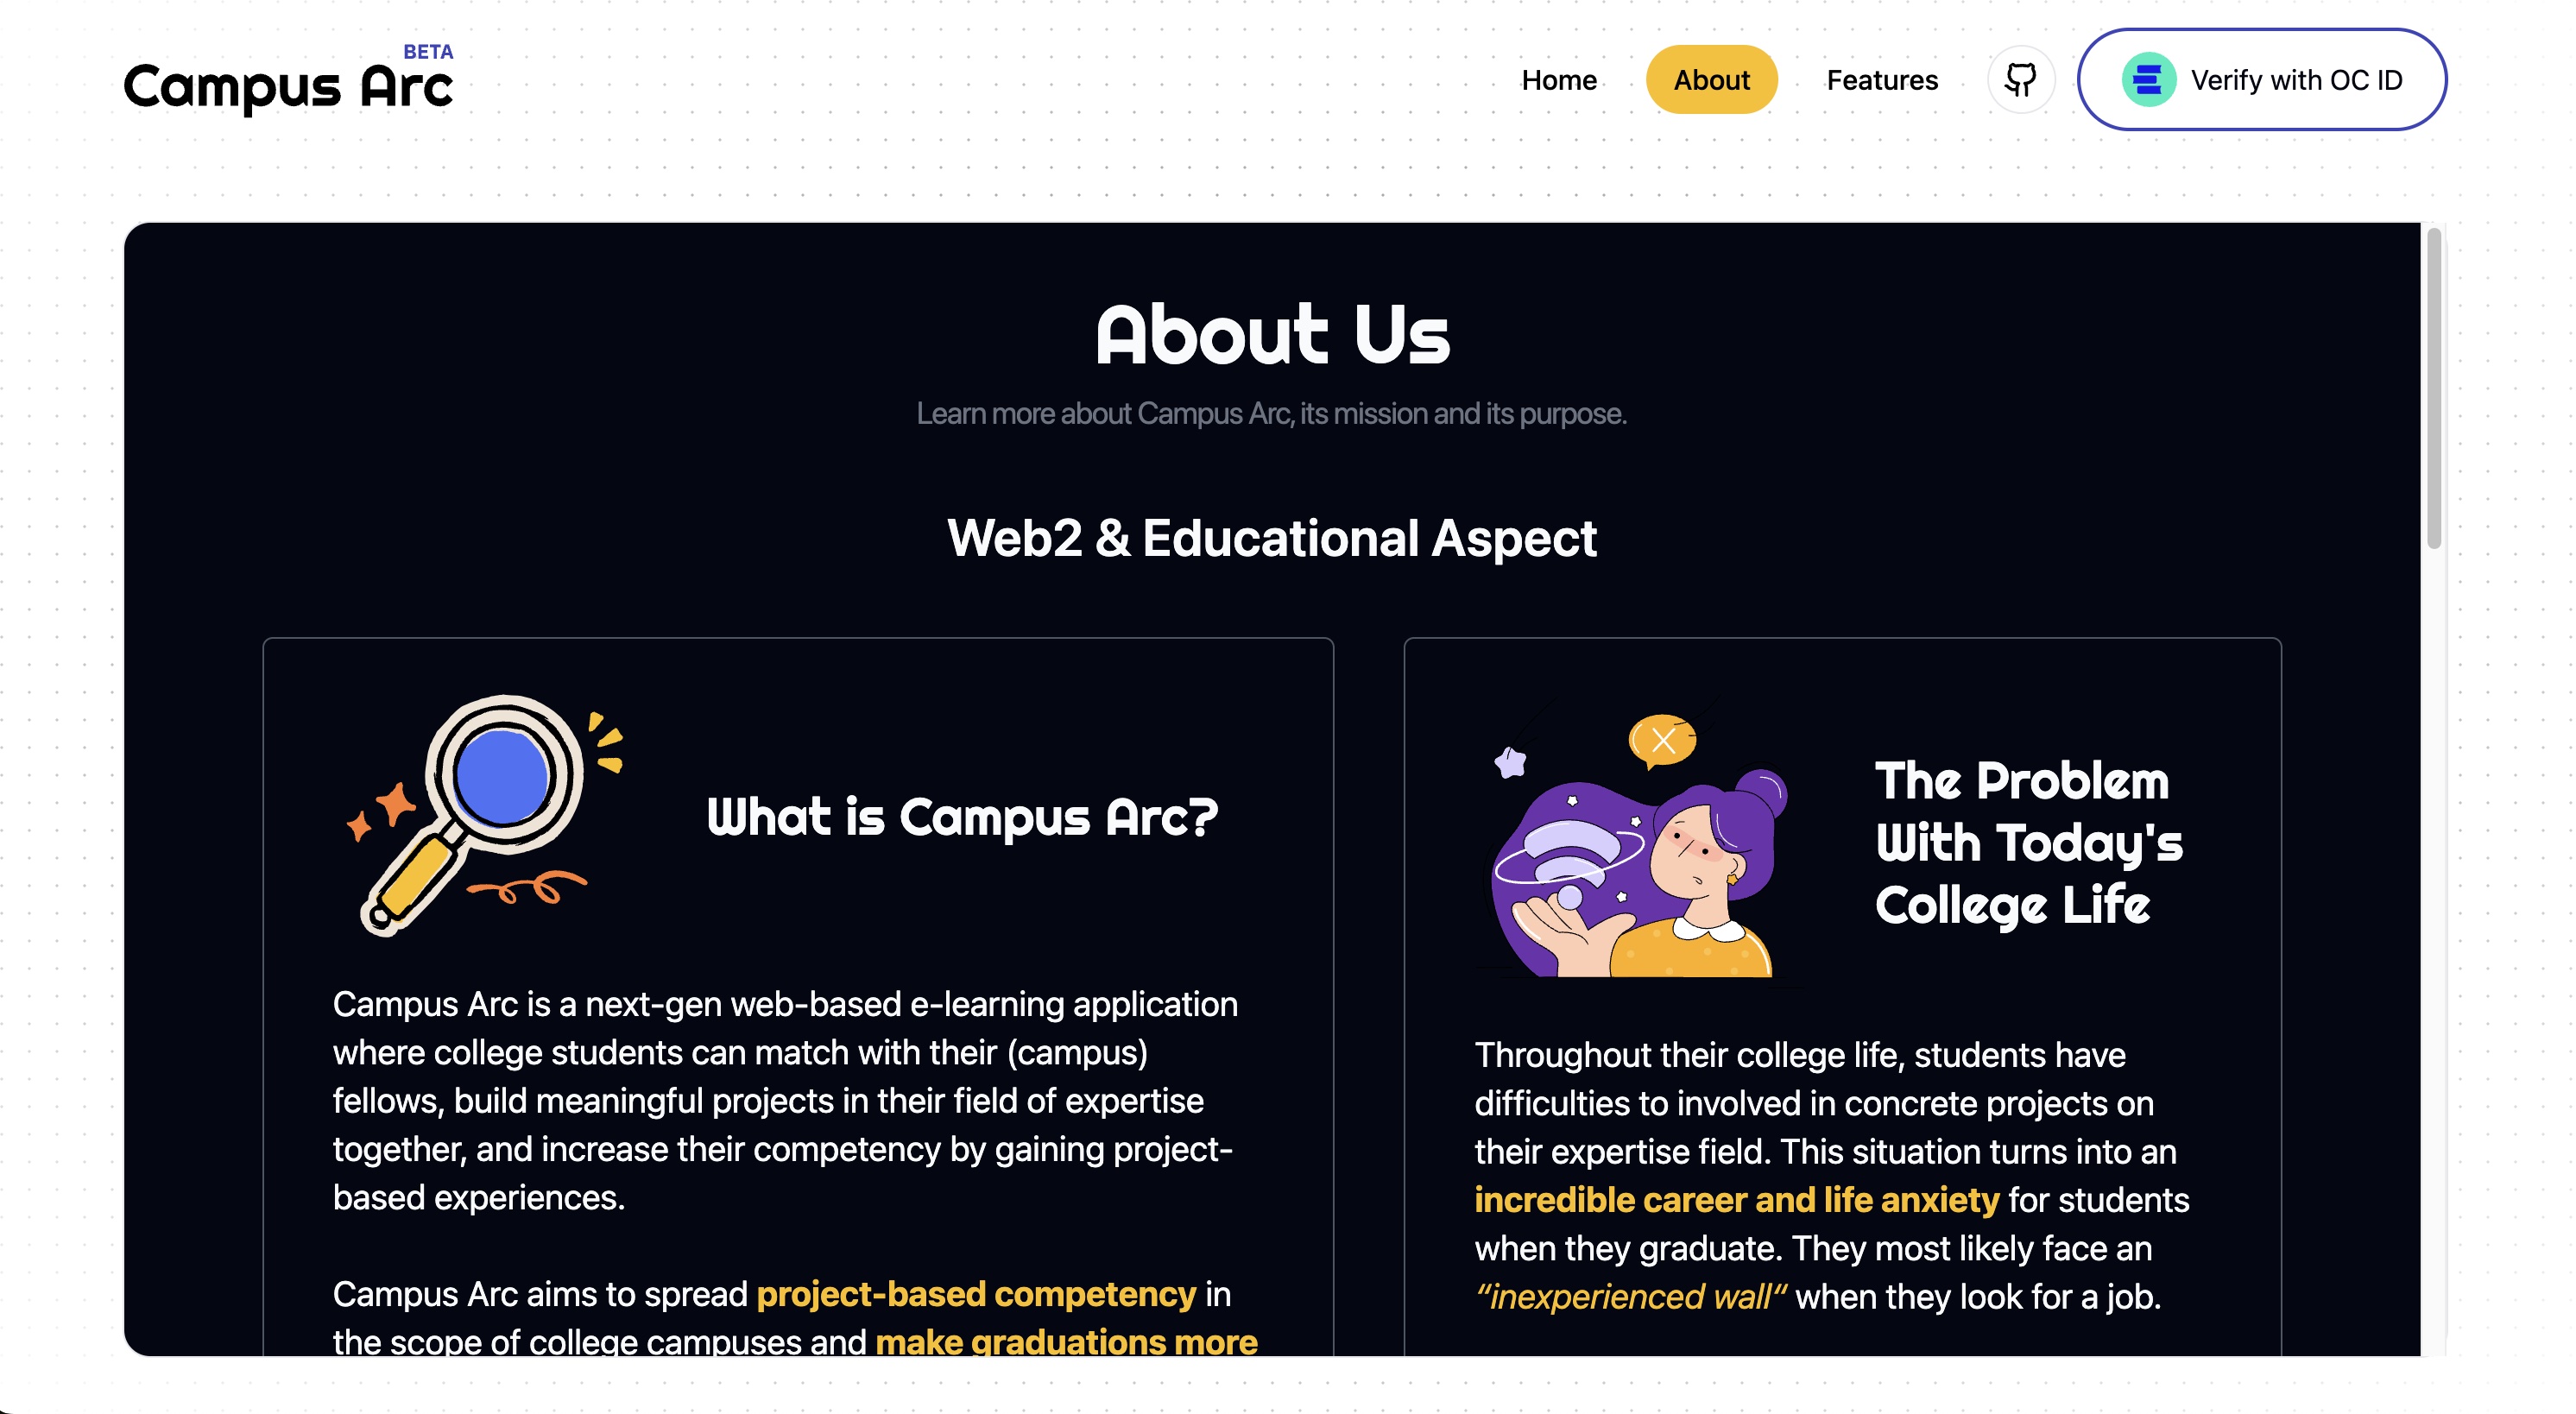 BETA
Campus Arc
Home
About
Features
Verify with OC ID
About Us
Learn more about Campus Arc, its mission and its purpose.
Web2 & Educational Aspect
What is Campus Arc?
Campus Arc is a next-gen web-based e-learning application
where college students can match with their (campus)
fellows, build meaningful projects in their field of expertise
together, and increase their competency by gaining project-
based experiences.
Campus Arc aims to spread project-based competency in
the scope of college campuses and make graduations more
The Problem
With Today's
College Life
Throughout their college life, students have
difficulties to involved in concrete projects on
their expertise field. This situation turns into an
incredible career and life anxiety for students
when they graduate. They most likely face an
“inexperienced wall“ when they look for a job.